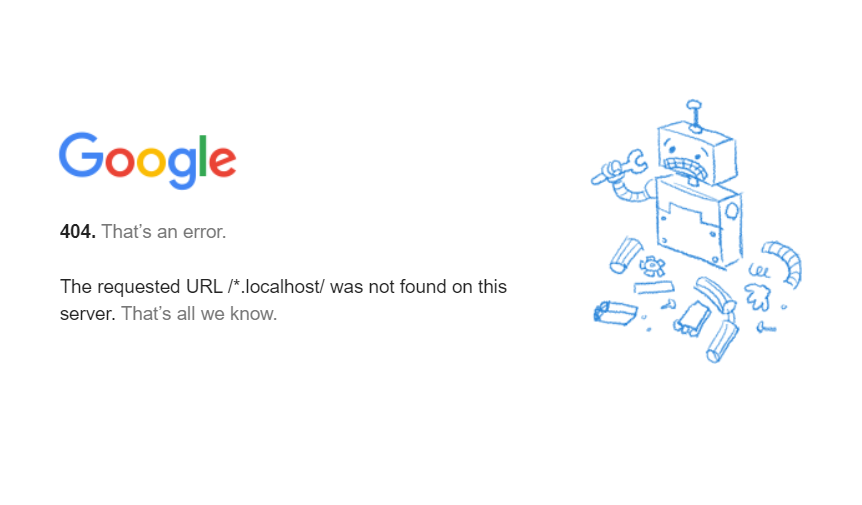 Google
404. That’s an error.
The requested URL /*.localhost/ was not found on this
server. That’s all we know.